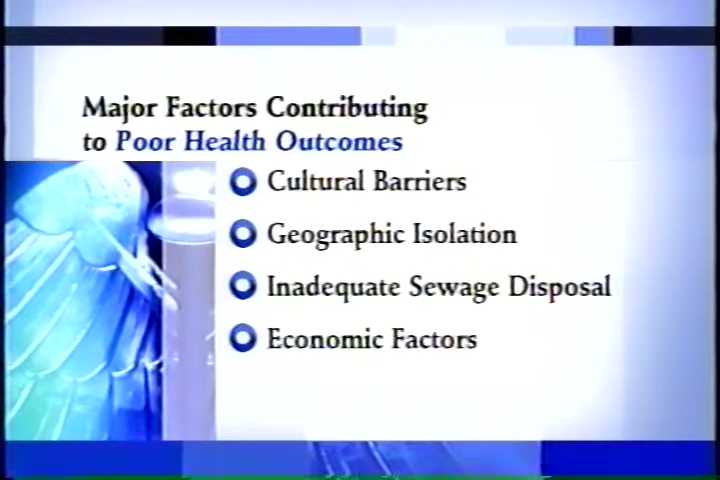 Major Factors Contributing
to Poor Health Outcomes
Cultural Barriers
Geographic Isolation
Inadequate Sewage Disposal
Economic Factors